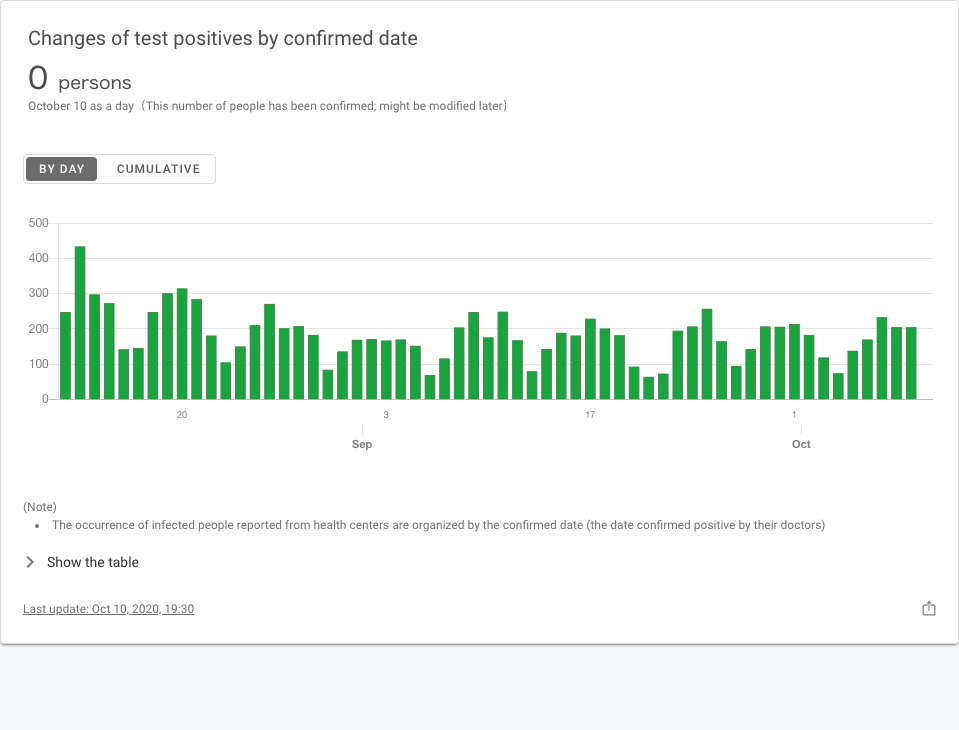 Changes of test positives by confirmed date
0 persons
October 10 as a day（This number of people has been confirmed; might be modified later）
BY DAY CUMULATIVE
500
400
300
200
100
0
20 3 17 1
Sep Oct
(Note)
• The occurrence of infected people reported from health centers are organized by the confirmed date (the date confirmed positive by their doctors)
Show the table
Last update: Oct 10, 2020, 19:30